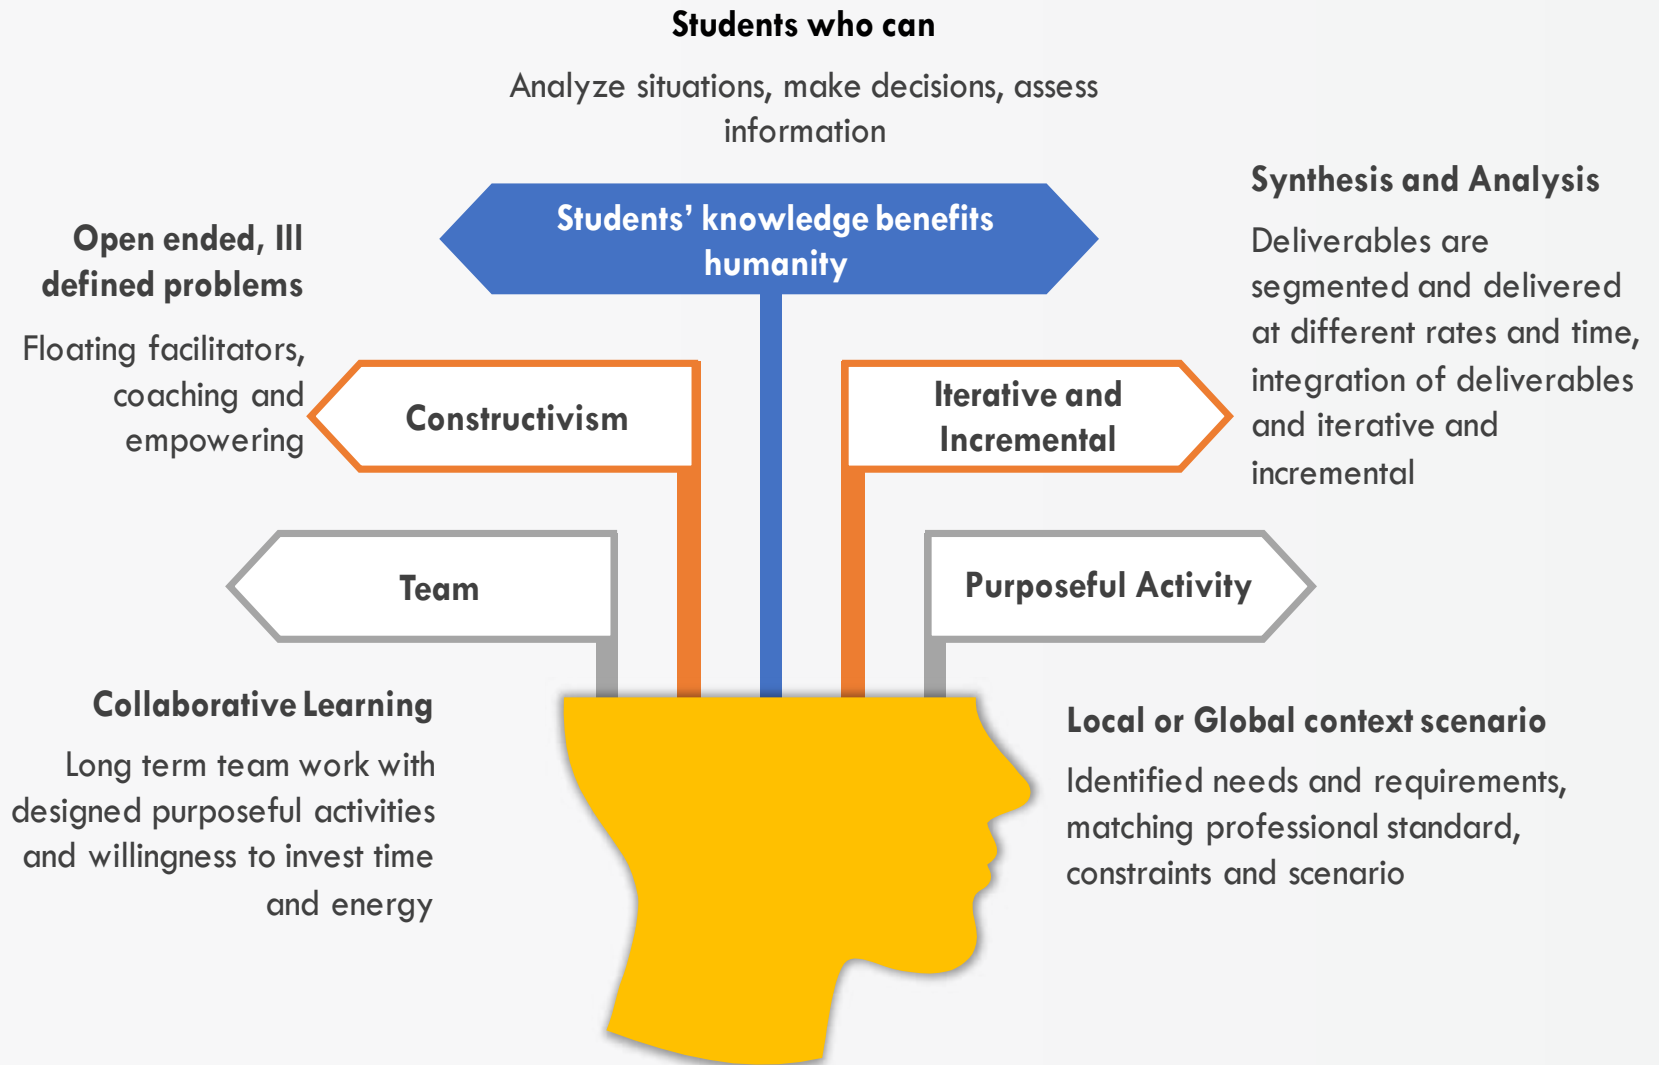 Students who can
Analyze situations, make decisions, assess
information
Students' knowledge benefits
humanity
Open ended, Ill
defined problems
Floating facilitators,
coaching and
empowering
Constructivism
Iterative and
Incremental
Synthesis and Analysis
Deliverables are
segmented and delivered
at different rates and time,
integration of deliverables
and iterative and
incremental
Team
Purposeful Activity
Collaborative Learning
Long term team work with
designed purposeful activities
and willingness to invest time
and energy
Local or Global context scenario
Identified needs and requirements,
matching professional standard,
constraints and scenario